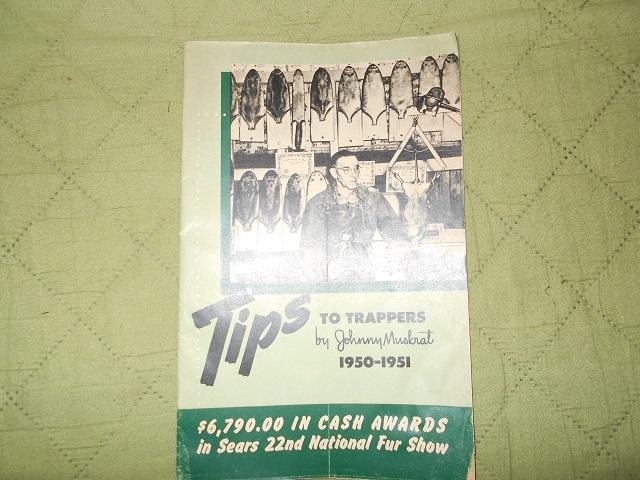 Tips
TO TRAPPERS
by Johnny Muskrat
1950-1951
$6,790.00 IN CASH AWARDS
in Sears 22nd National Fur Show